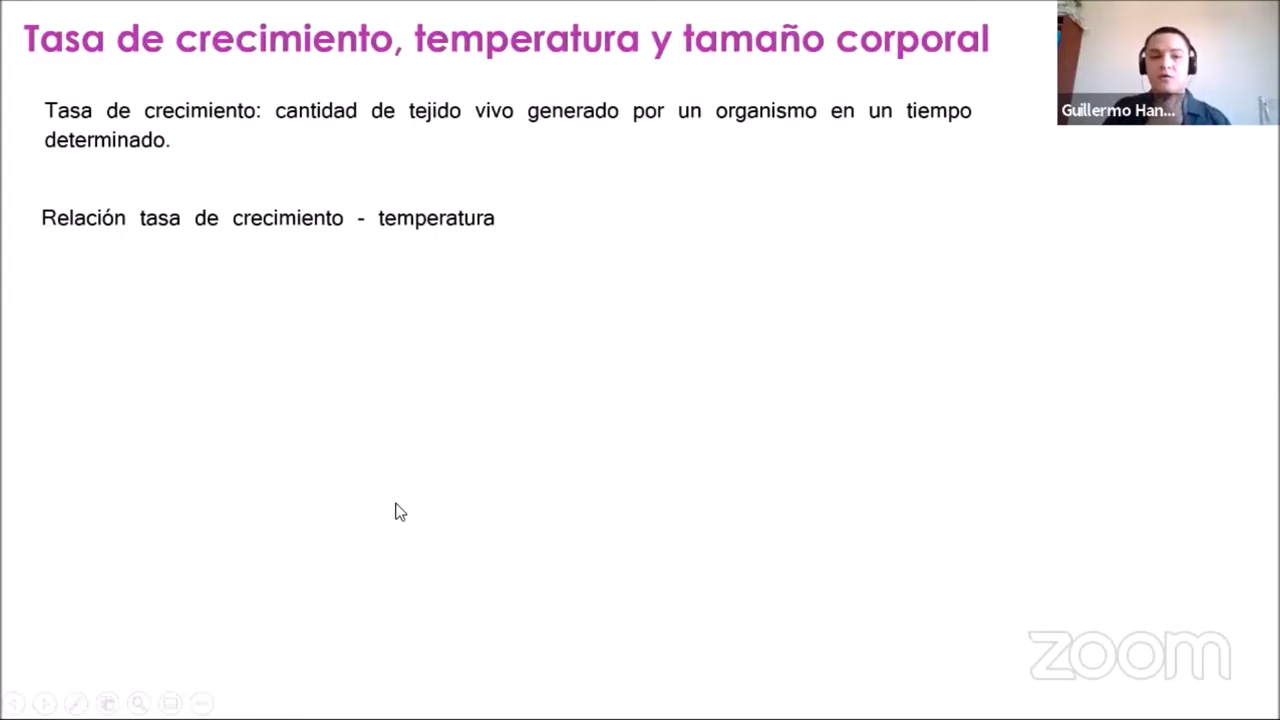 Tasa de crecimiento, temperatura y tamaño corporal
Guillermo Han...
Tasa de crecimiento: cantidad de tejido vivo generado por un organismo en un tiempo
determinado.
Relación tasa de crecimiento - temperatura
zoom